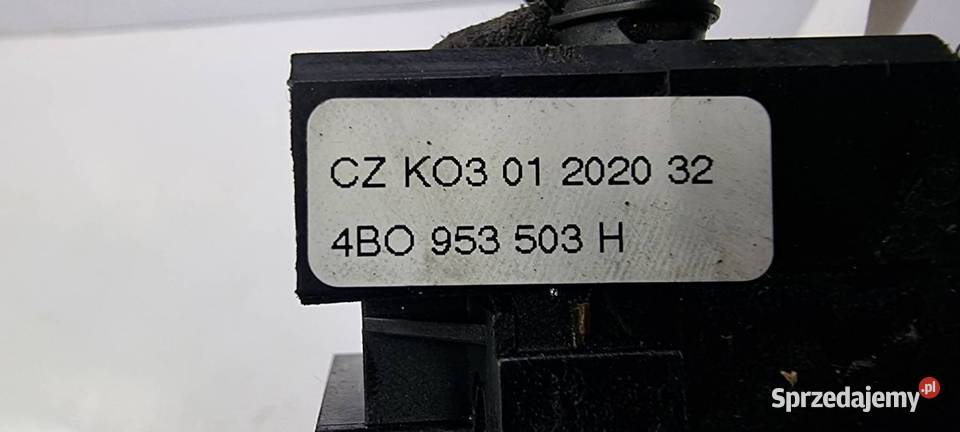 CZ KO3 01 2020 32
4BO 953 503 H
Sprzedajemy.pl